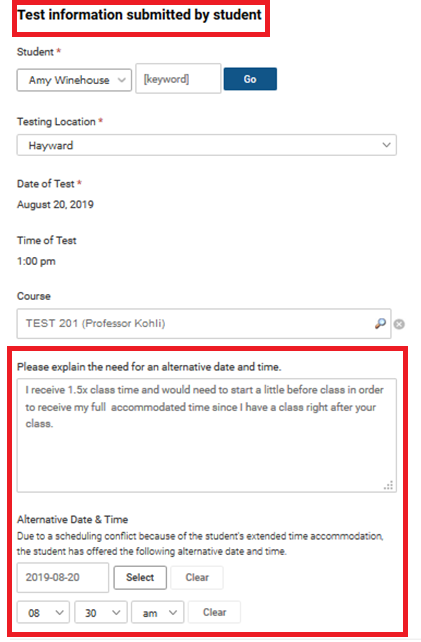 Test information submitted by student
Student *
Amy Winehouse [keyword] Go
Testing Location *
Hayward
Date of Test *
August 20, 2019
Time of Test
1:00 pm
Course
TEST 201 (Professor Kohli)
Please explain the need for an alternative date and time.
I receive 1.5x class time and would need to start a little before class in order
to receive my full accommodated time since I have a class right after your
class.
Alternative Date & Time
Due to a scheduling conflict because of the student's extended time accommodation,
the student has offered the following alternative date and time.
2019-08-20 Select Clear
08 30 am Clear